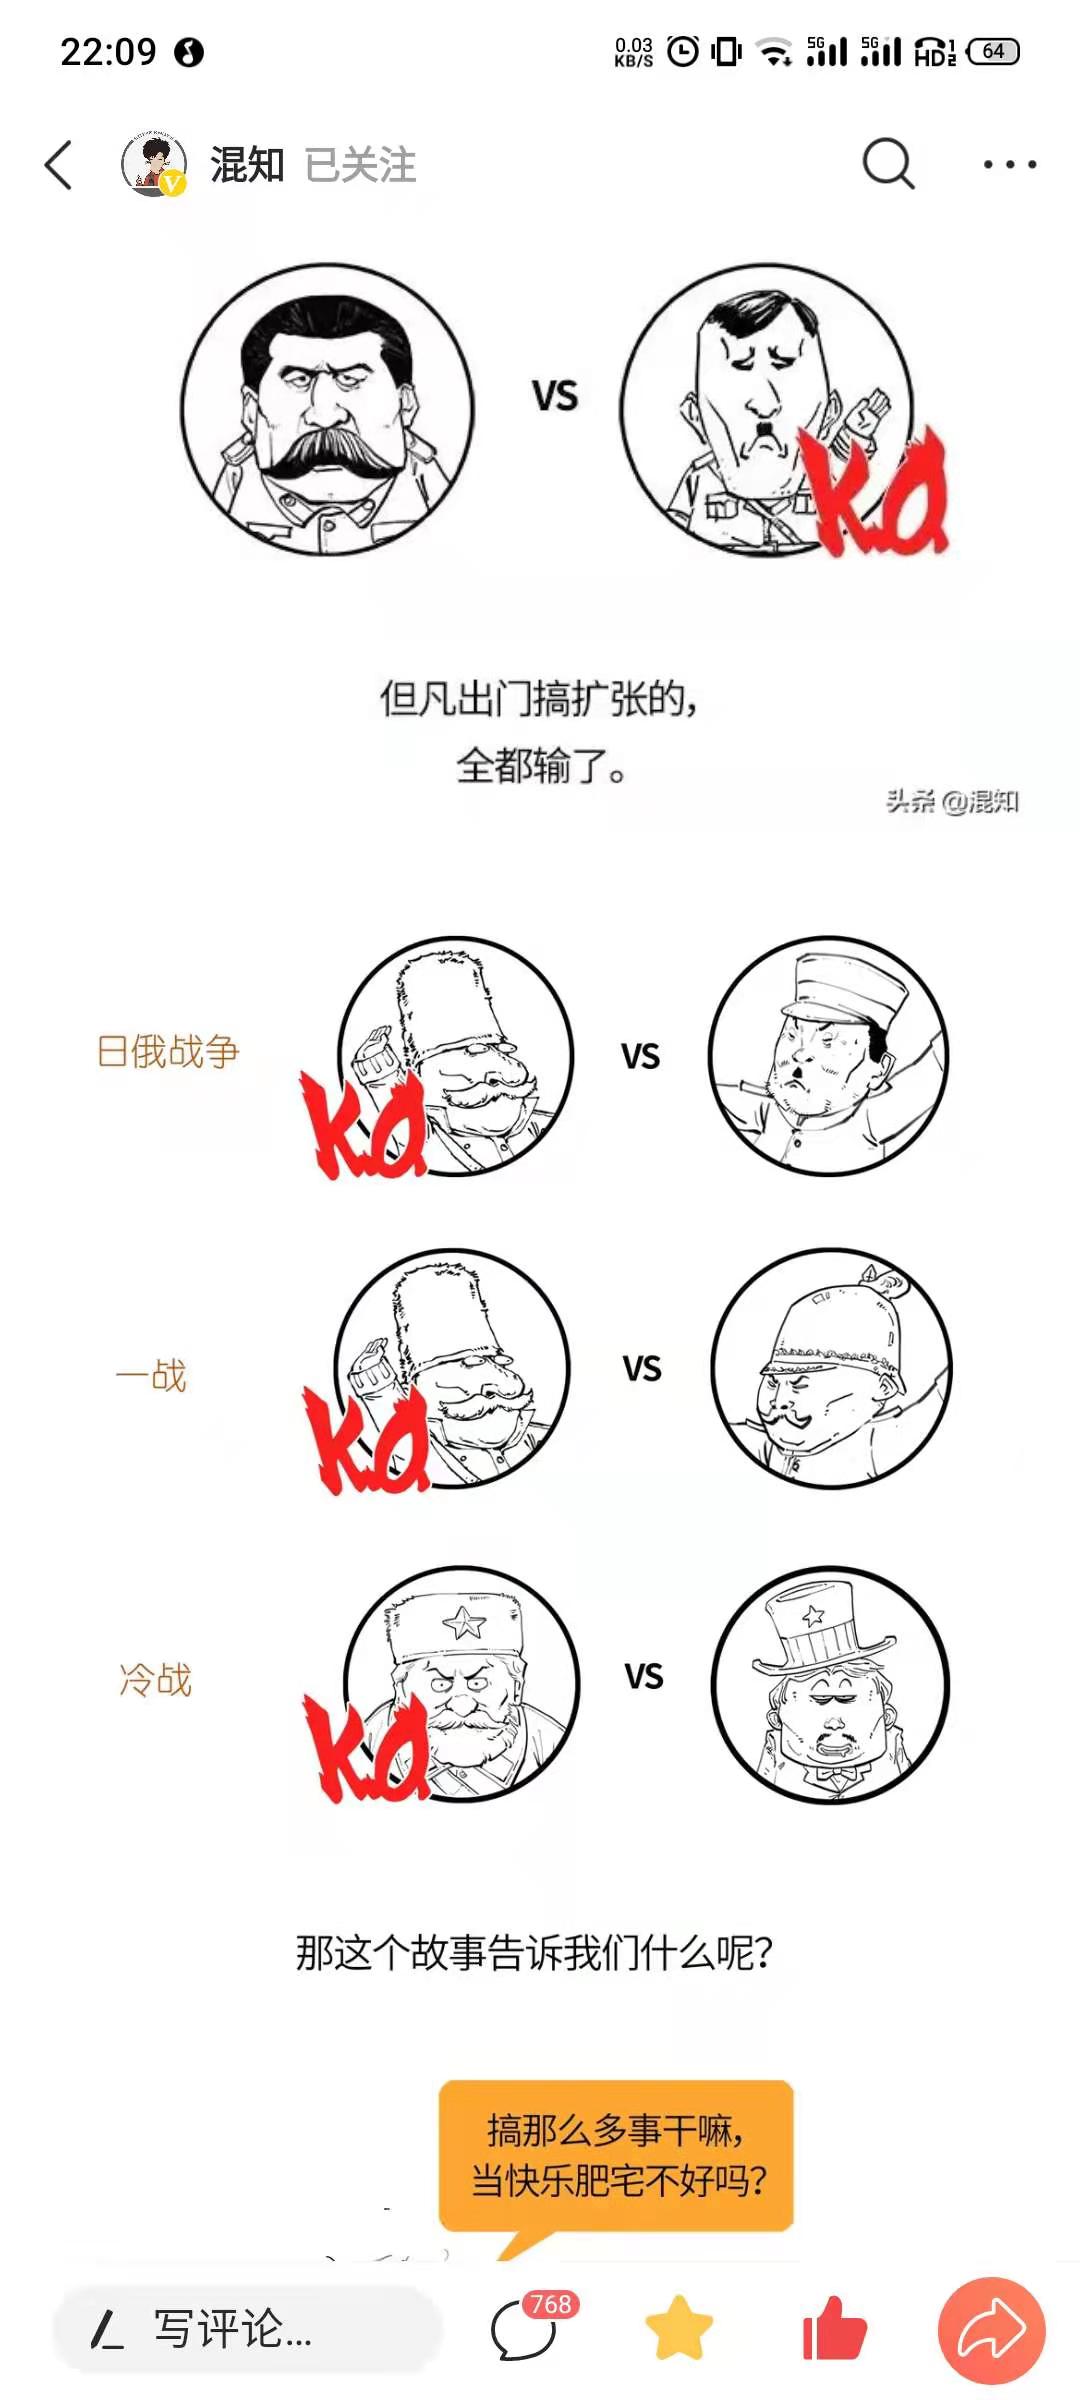 22:09
0.03
KB/S
5G
5G
HD
1
2
64
混知 已关注
VS
K.O.
但凡出门搞扩张的,
全都输了。
头条 @混知
日俄战争
K.O.
VS
一战
K.O.
VS
冷战
K.O.
VS
那这个故事告诉我们什么呢?
搞那么多事干嘛,
当快乐肥宅不好吗?
写评论...
768